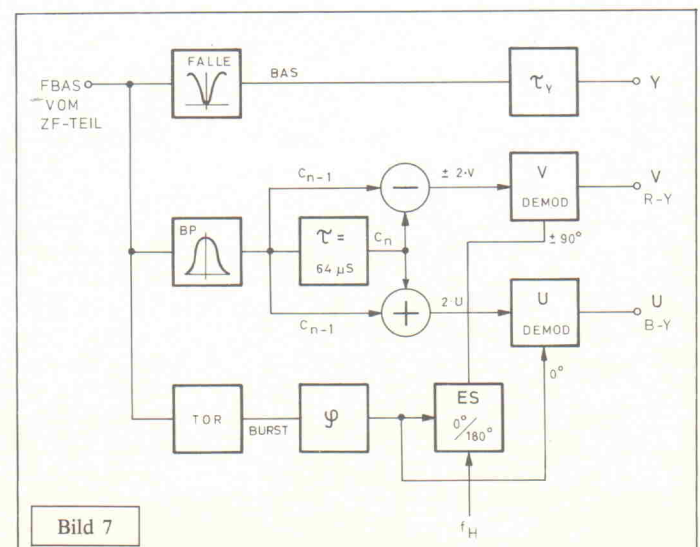 FALLE
BAS
FBAS
VOM
ZF-TEIL
τY
Y
BP
Cn-1
τ =
64 µS
Cn
−
± 2·V
V
DEMOD
V
R-Y
± 90°
Cn-1
+
2·U
U
DEMOD
U
B-Y
0°
TOR
BURST
φ
ES
0°/180°
fH
Bild 7